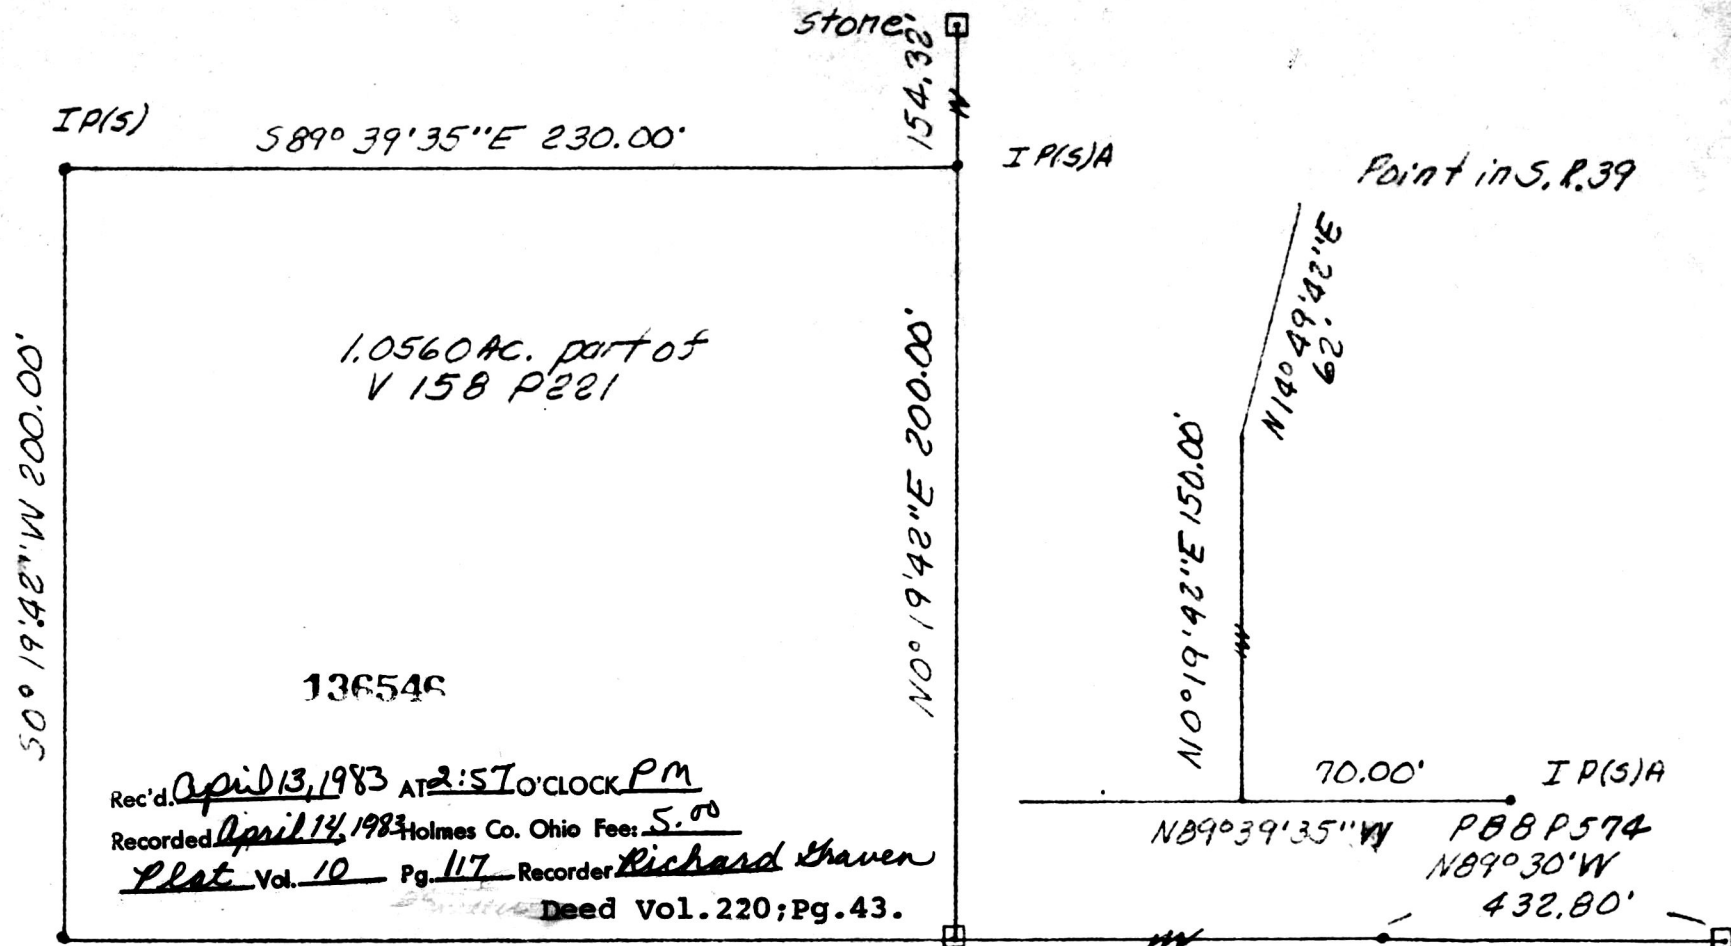 stone
154.32'
IP(S)
S89° 39'35"E 230.00'
IP(S)A
Point in S.R.39
N14° 49'42"E
62.29
1.0560 AC. part of
V 158 P221
S0° 19'42"W 200.00'
N0° 19'42"E 200.00'
N0° 19'42"E 150.00'
136546
Rec'd. April 13, 1983 AT 2:57 O'CLOCK PM
Recorded April 14, 1983 Holmes Co. Ohio Fee: 5.00
Plat Vol. 10 Pg. 117 Recorder Richard Graven
Deed Vol.220;Pg.43.
70.00'
IP(S)A
N89°39'35"W
PB8 P574
N89°30'W
432.80'